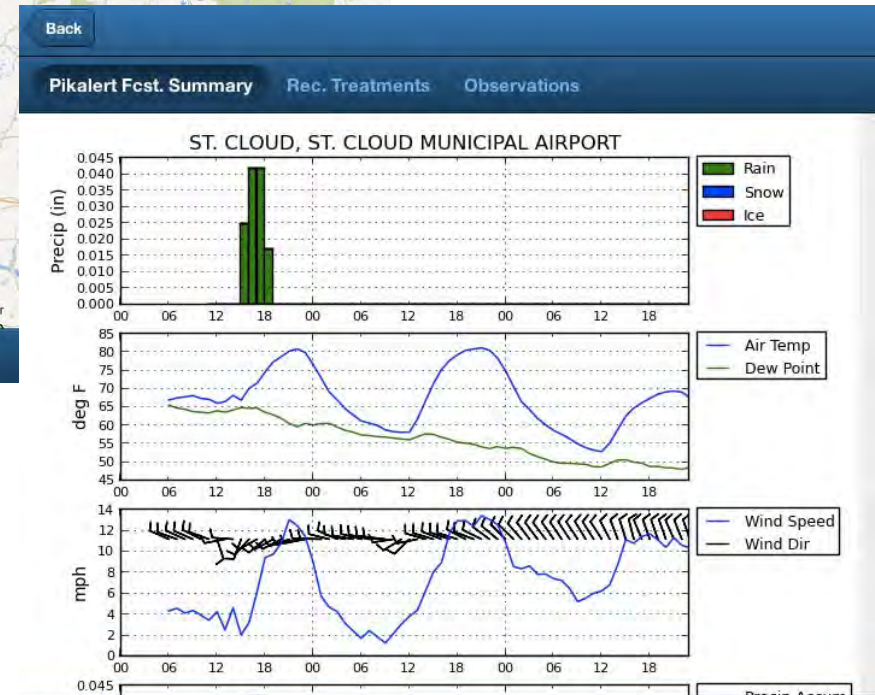 Back
Pikalert Fcst. Summary Rec. Treatments Observations
ST. CLOUD, ST. CLOUD MUNICIPAL AIRPORT
Precip (in)
0.045
0.040
0.035
0.030
0.025
0.020
0.015
0.010
0.005
0.000
00 06 12 18 00 06 12 18 00 06 12 18
Rain
Snow
Ice
deg F
85
80
75
70
65
60
55
50
45
00 06 12 18 00 06 12 18 00 06 12 18
Air Temp
Dew Point
mph
14
12
10
8
6
4
2
0
00 06 12 18 00 06 12 18 00 06 12 18
Wind Speed
Wind Dir
0.045
Precip Accum